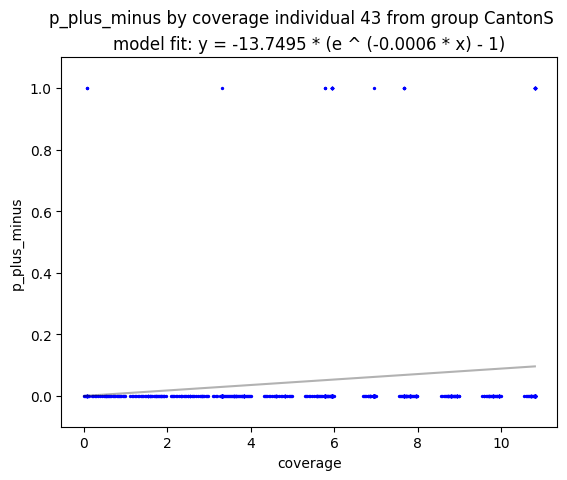 p_plus_minus by coverage individual 43 from group CantonS
model fit: y = -13.7495 * (e ^ (-0.0006 * x) - 1)
1.0
0.8
0.6
0.4
0.2
0.0
p_plus_minus
0 2 4 6 8 10
coverage